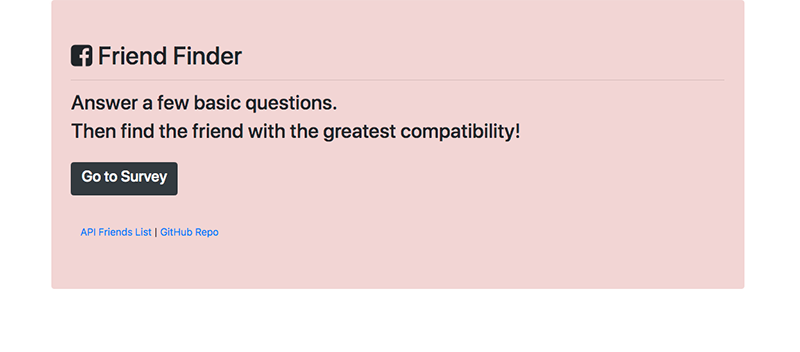 Friend Finder
Answer a few basic questions.
Then find the friend with the greatest compatibility!
Go to Survey
API Friends List | GitHub Repo